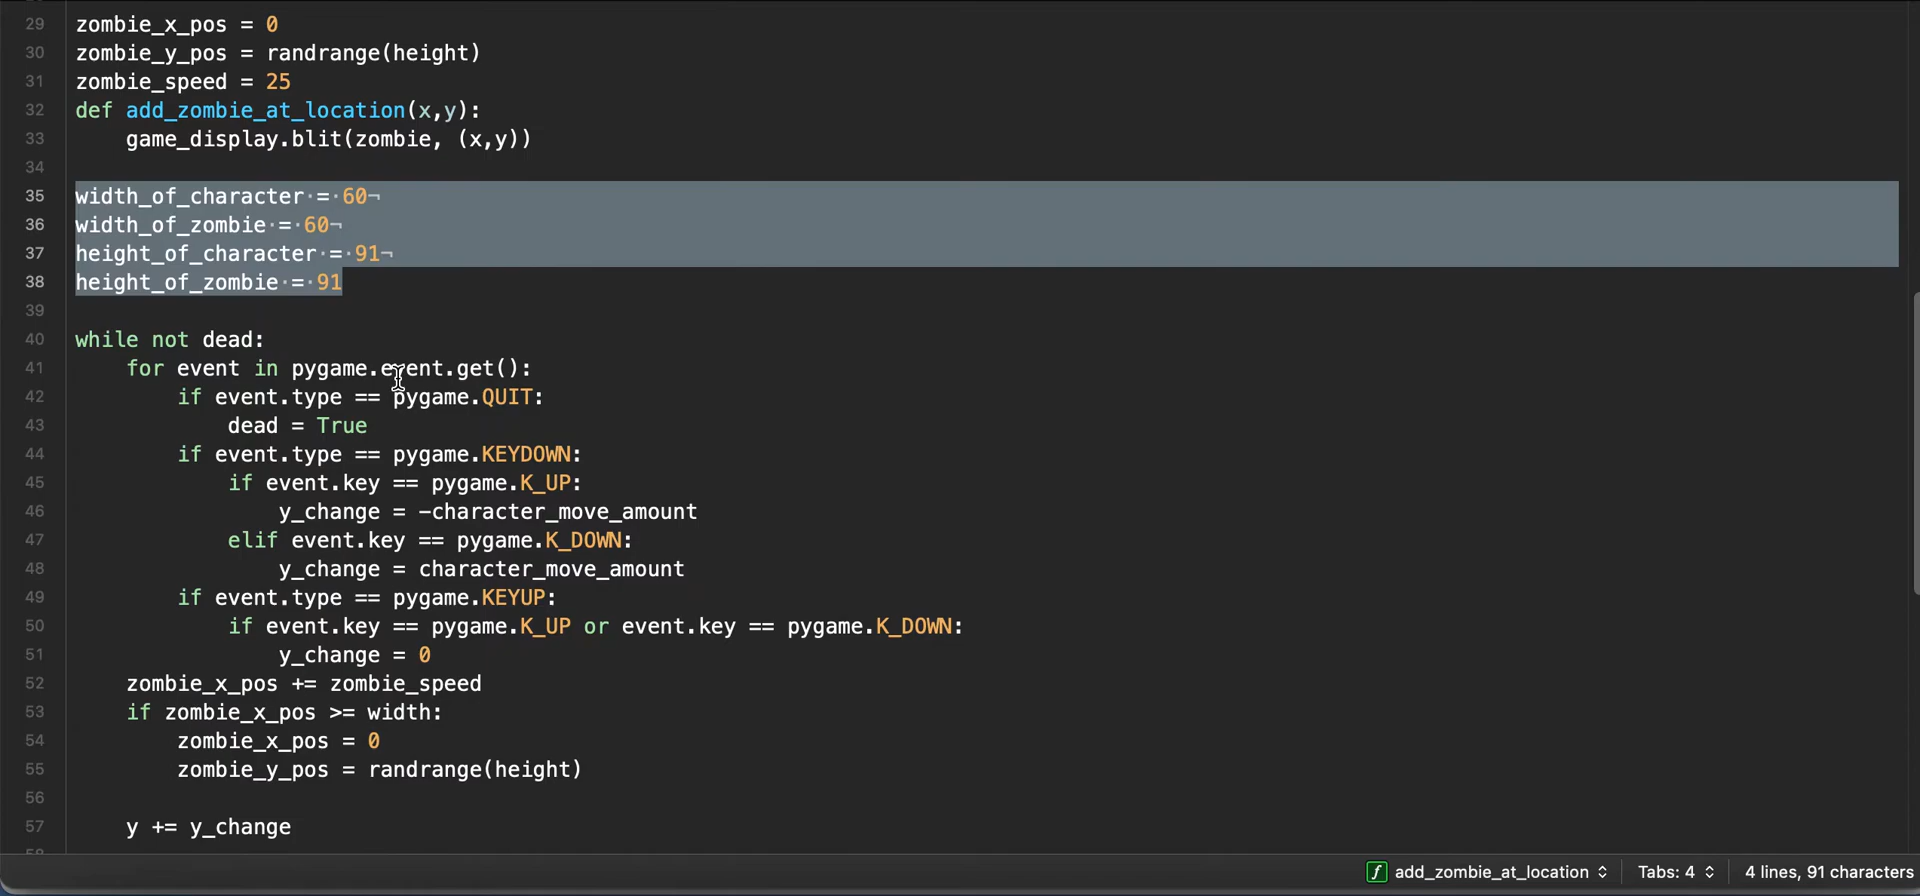 29 zombie_x_pos = 0
30 zombie_y_pos = randrange(height)
31 zombie_speed = 25
32 def add_zombie_at_location(x,y):
33 game_display.blit(zombie, (x,y))
34
35 width_of_character = 60¬
36 width_of_zombie = 60¬
37 height_of_character = 91¬
38 height_of_zombie = 91
39
40 while not dead:
41 for event in pygame.event.get():
42 if event.type == pygame.QUIT:
43 dead = True
44 if event.type == pygame.KEYDOWN:
45 if event.key == pygame.K_UP:
46 y_change = -character_move_amount
47 elif event.key == pygame.K_DOWN:
48 y_change = character_move_amount
49 if event.type == pygame.KEYUP:
50 if event.key == pygame.K_UP or event.key == pygame.K_DOWN:
51 y_change = 0
52 zombie_x_pos += zombie_speed
53 if zombie_x_pos >= width:
54 zombie_x_pos = 0
55 zombie_y_pos = randrange(height)
56
57 y += y_change
add_zombie_at_location Tabs: 4 4 lines, 91 characters